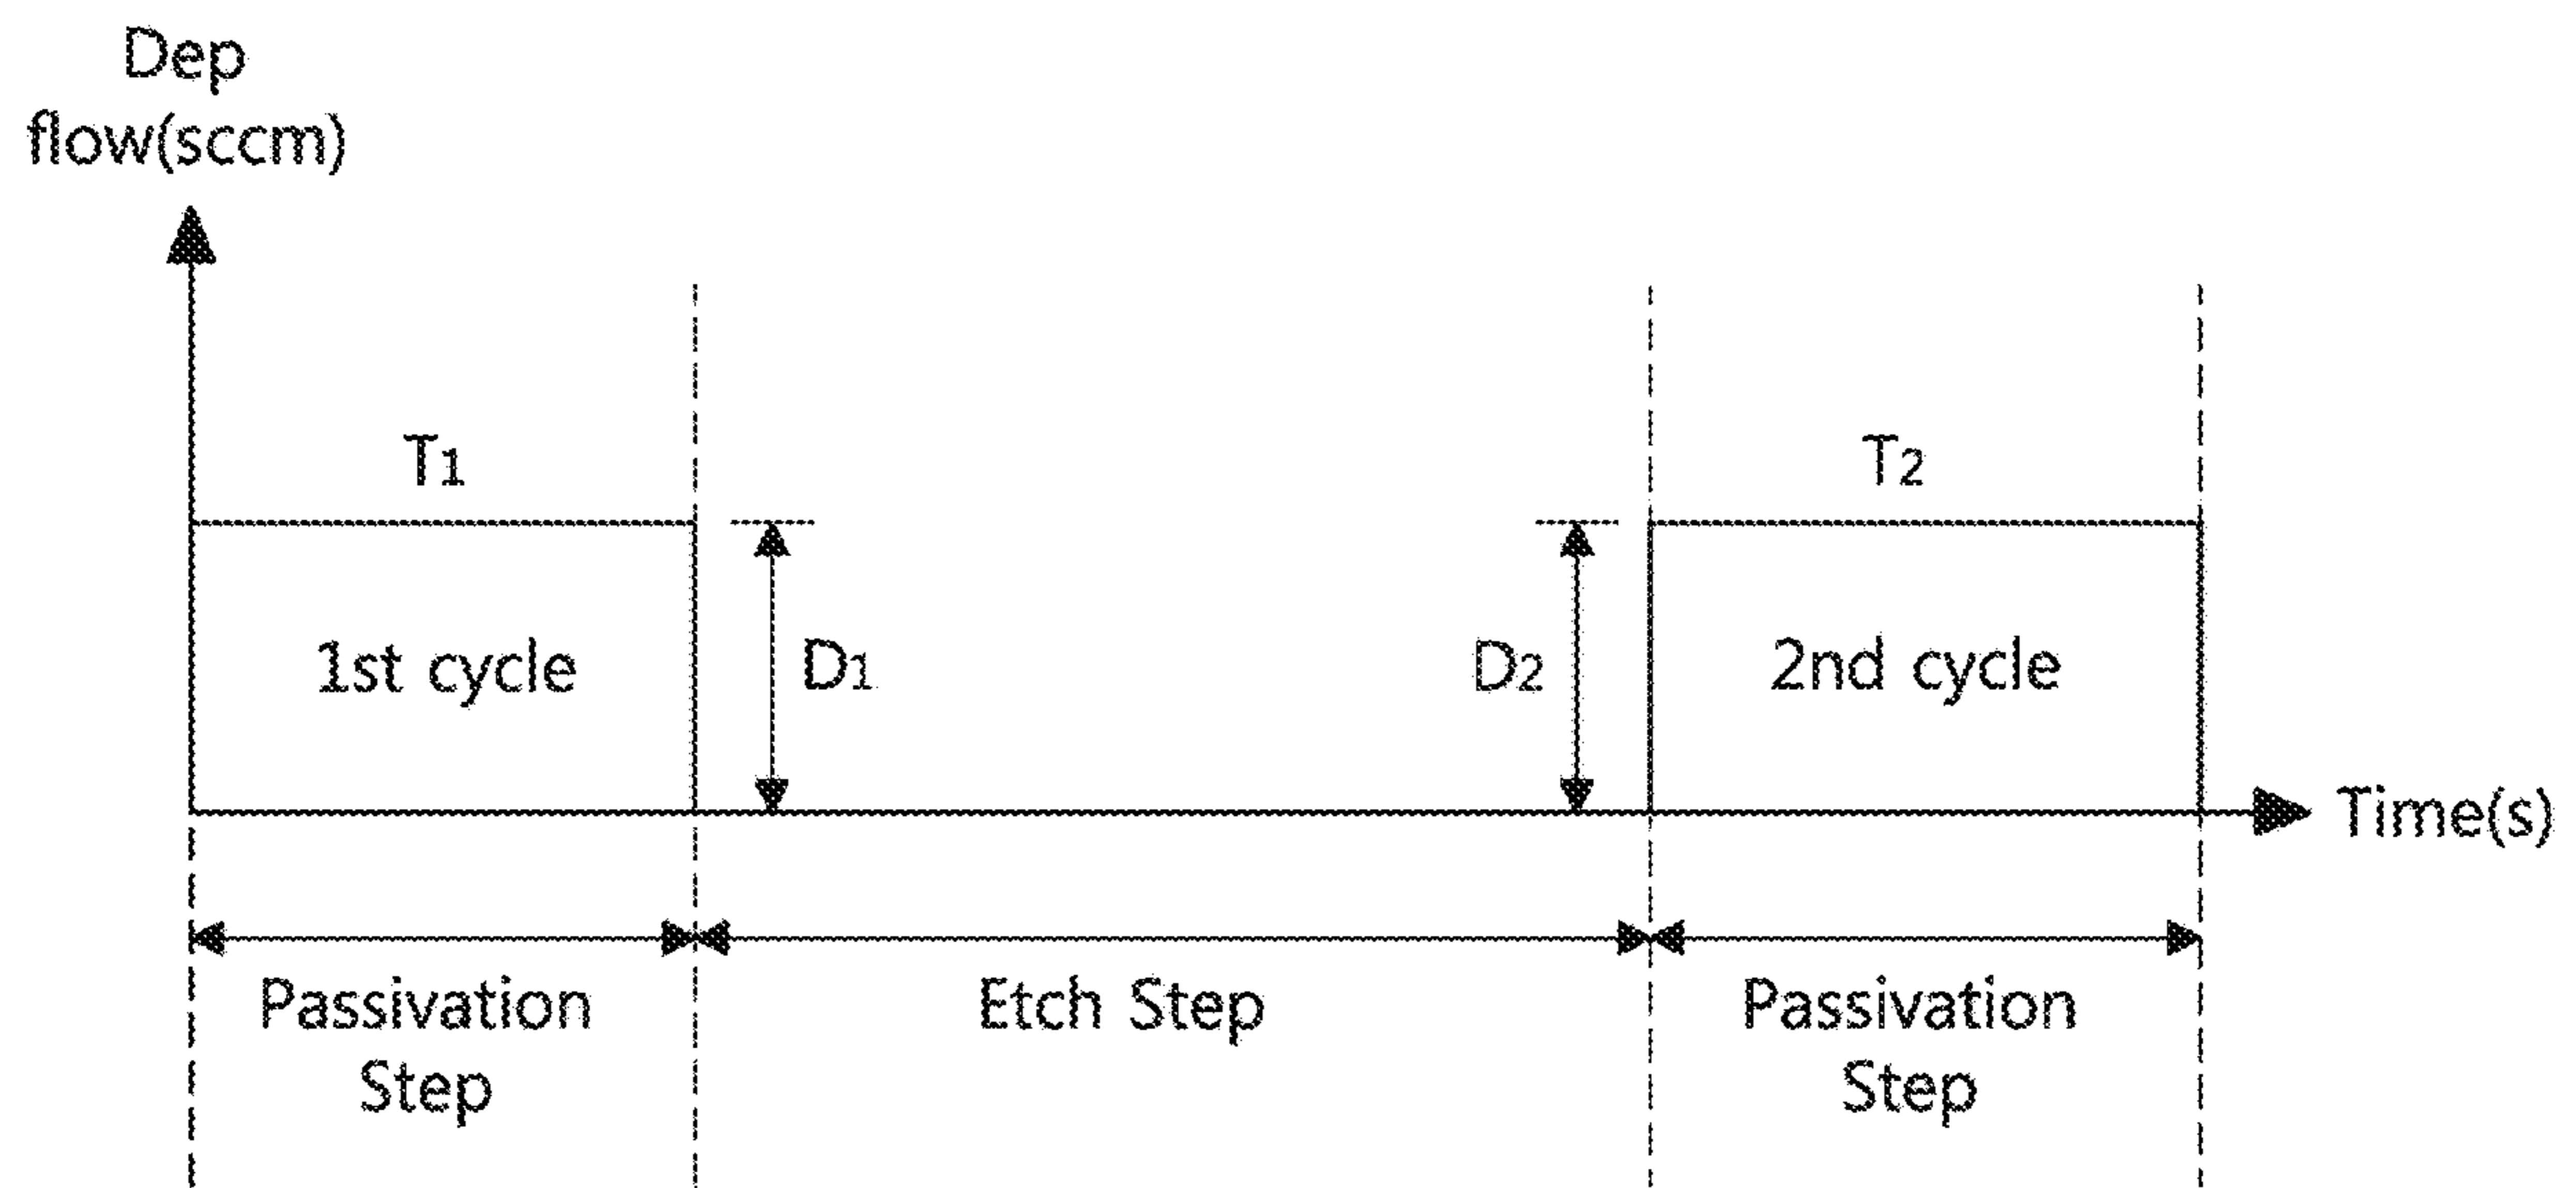 Dep
flow(sccm)
T1
T2
1st cycle
D1
D2
2nd cycle
Time(s)
Passivation
Step
Etch Step
Passivation
Step